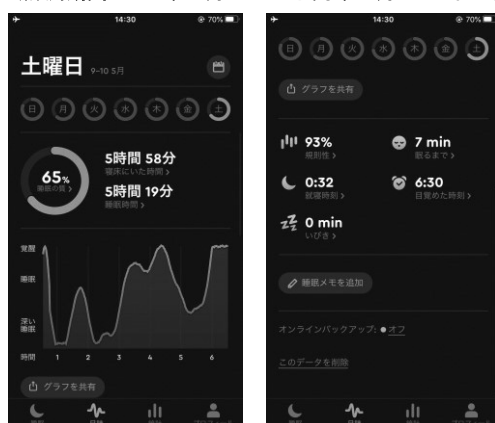 14:30
70%
土曜日 9-10 5月
日 月 火 水 木 金 土
65%
睡眠の質 >
5時間 58分
寝床にいた時間 >
5時間 19分
睡眠時間 >
覚醒
睡眠
深い
睡眠
時間 1 2 3 4 5 6
グラフを共有
14:30
70%
日 月 火 水 木 金 土
グラフを共有
93%
規則性 >
7 min
眠るまで >
0:32
就寝時刻 >
6:30
目覚めた時刻 >
0 min
いびき >
睡眠メモを追加
オンラインバックアップ: ●オフ
このデータを削除